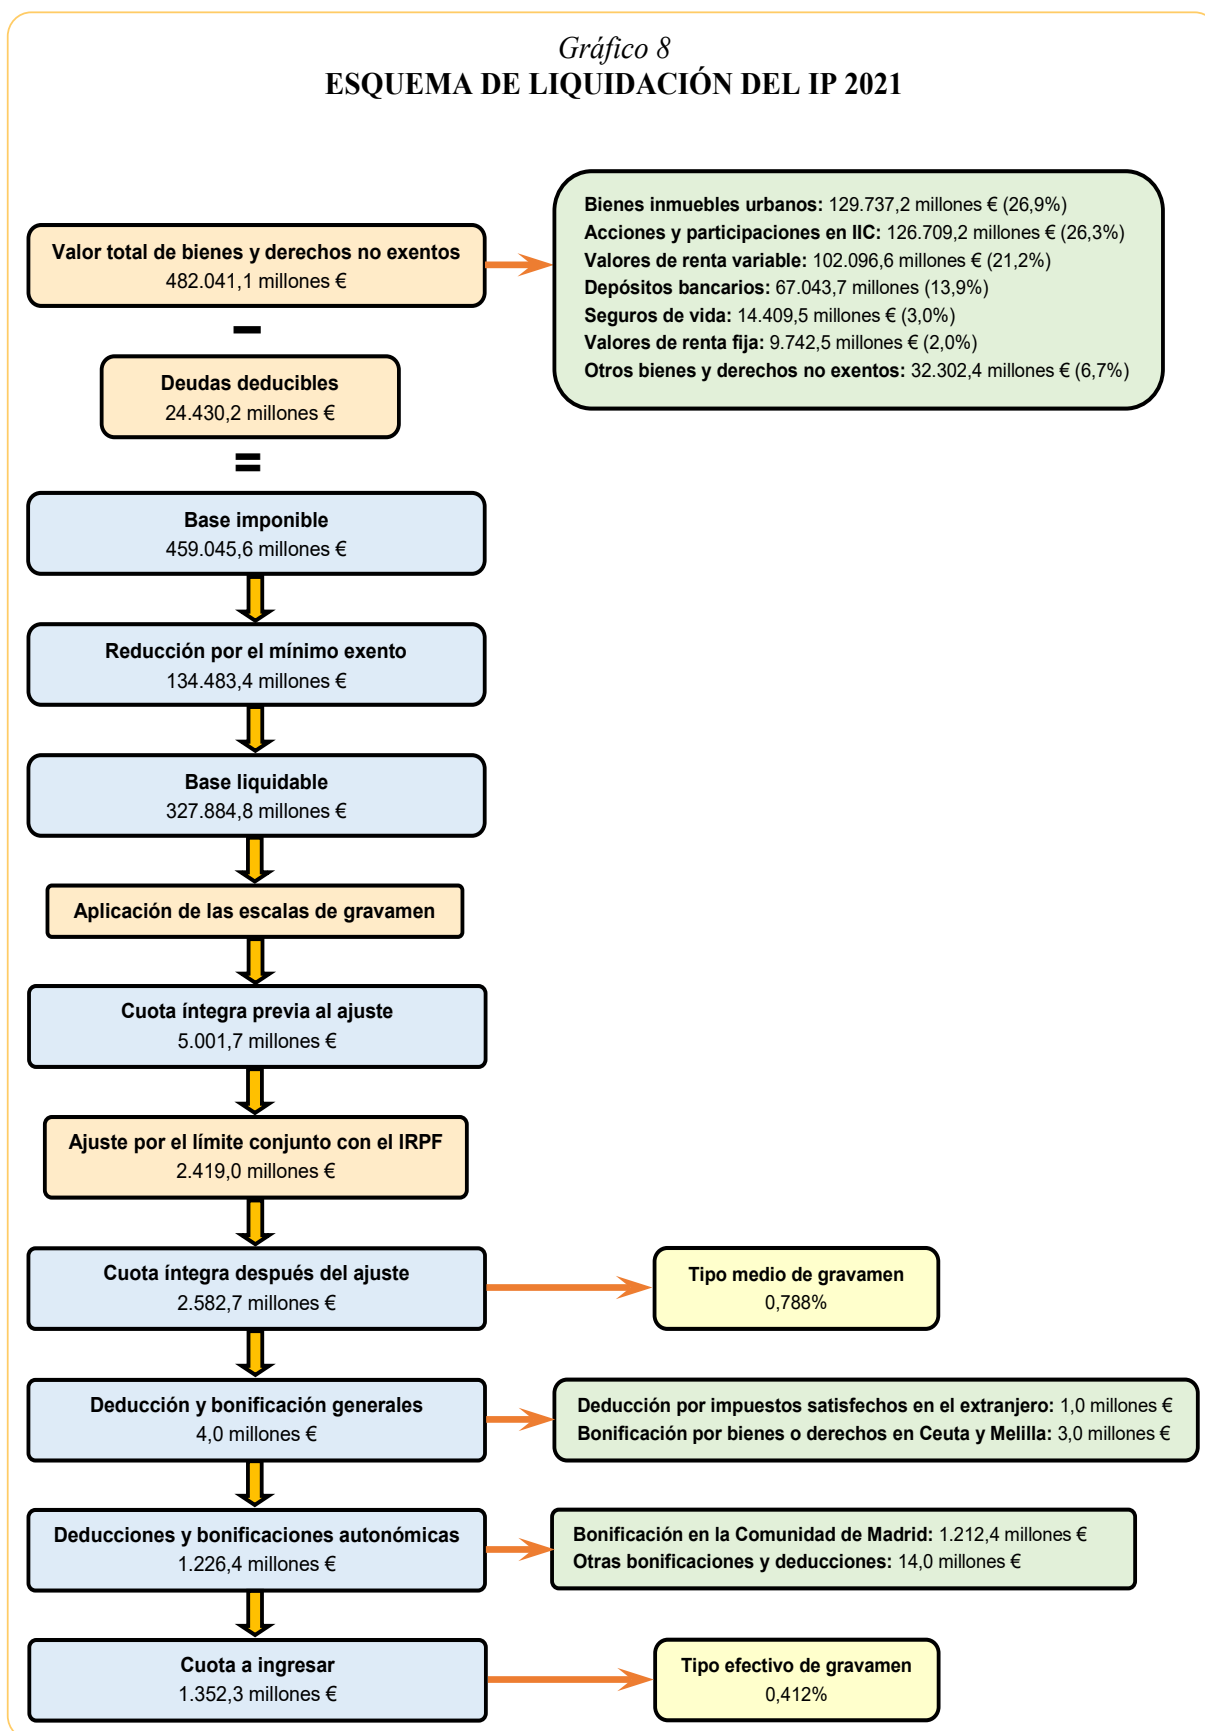 Gráfico 8
ESQUEMA DE LIQUIDACIÓN DEL IP 2021
Valor total de bienes y derechos no exentos
482.041,1 millones €
Bienes inmuebles urbanos: 129.737,2 millones € (26,9%)
Acciones y participaciones en IIC: 126.709,2 millones € (26,3%)
Valores de renta variable: 102.096,6 millones € (21,2%)
Depósitos bancarios: 67.043,7 millones (13,9%)
Seguros de vida: 14.409,5 millones € (3,0%)
Valores de renta fija: 9.742,5 millones € (2,0%)
Otros bienes y derechos no exentos: 32.302,4 millones € (6,7%)
–
Deudas deducibles
24.430,2 millones €
=
Base imponible
459.045,6 millones €
Reducción por el mínimo exento
134.483,4 millones €
Base liquidable
327.884,8 millones €
Aplicación de las escalas de gravamen
Cuota íntegra previa al ajuste
5.001,7 millones €
Ajuste por el límite conjunto con el IRPF
2.419,0 millones €
Cuota íntegra después del ajuste
2.582,7 millones €
Tipo medio de gravamen
0,788%
Deducción y bonificación generales
4,0 millones €
Deducción por impuestos satisfechos en el extranjero: 1,0 millones €
Bonificación por bienes o derechos en Ceuta y Melilla: 3,0 millones €
Deducciones y bonificaciones autonómicas
1.226,4 millones €
Bonificación en la Comunidad de Madrid: 1.212,4 millones €
Otras bonificaciones y deducciones: 14,0 millones €
Cuota a ingresar
1.352,3 millones €
Tipo efectivo de gravamen
0,412%